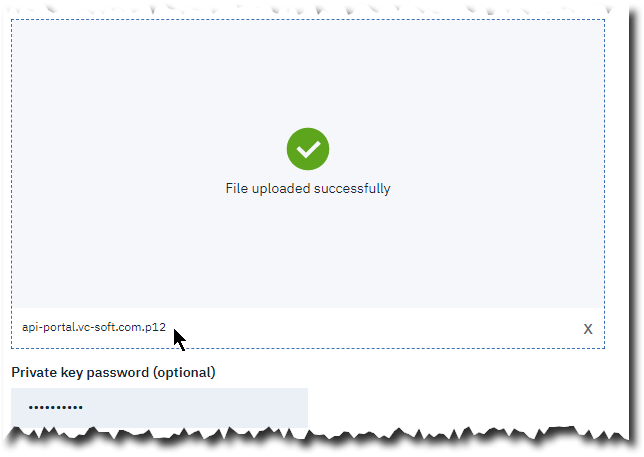 File uploaded successfully
api-portal.vc-soft.com.p12
X
Private key password (optional)
••••••••••